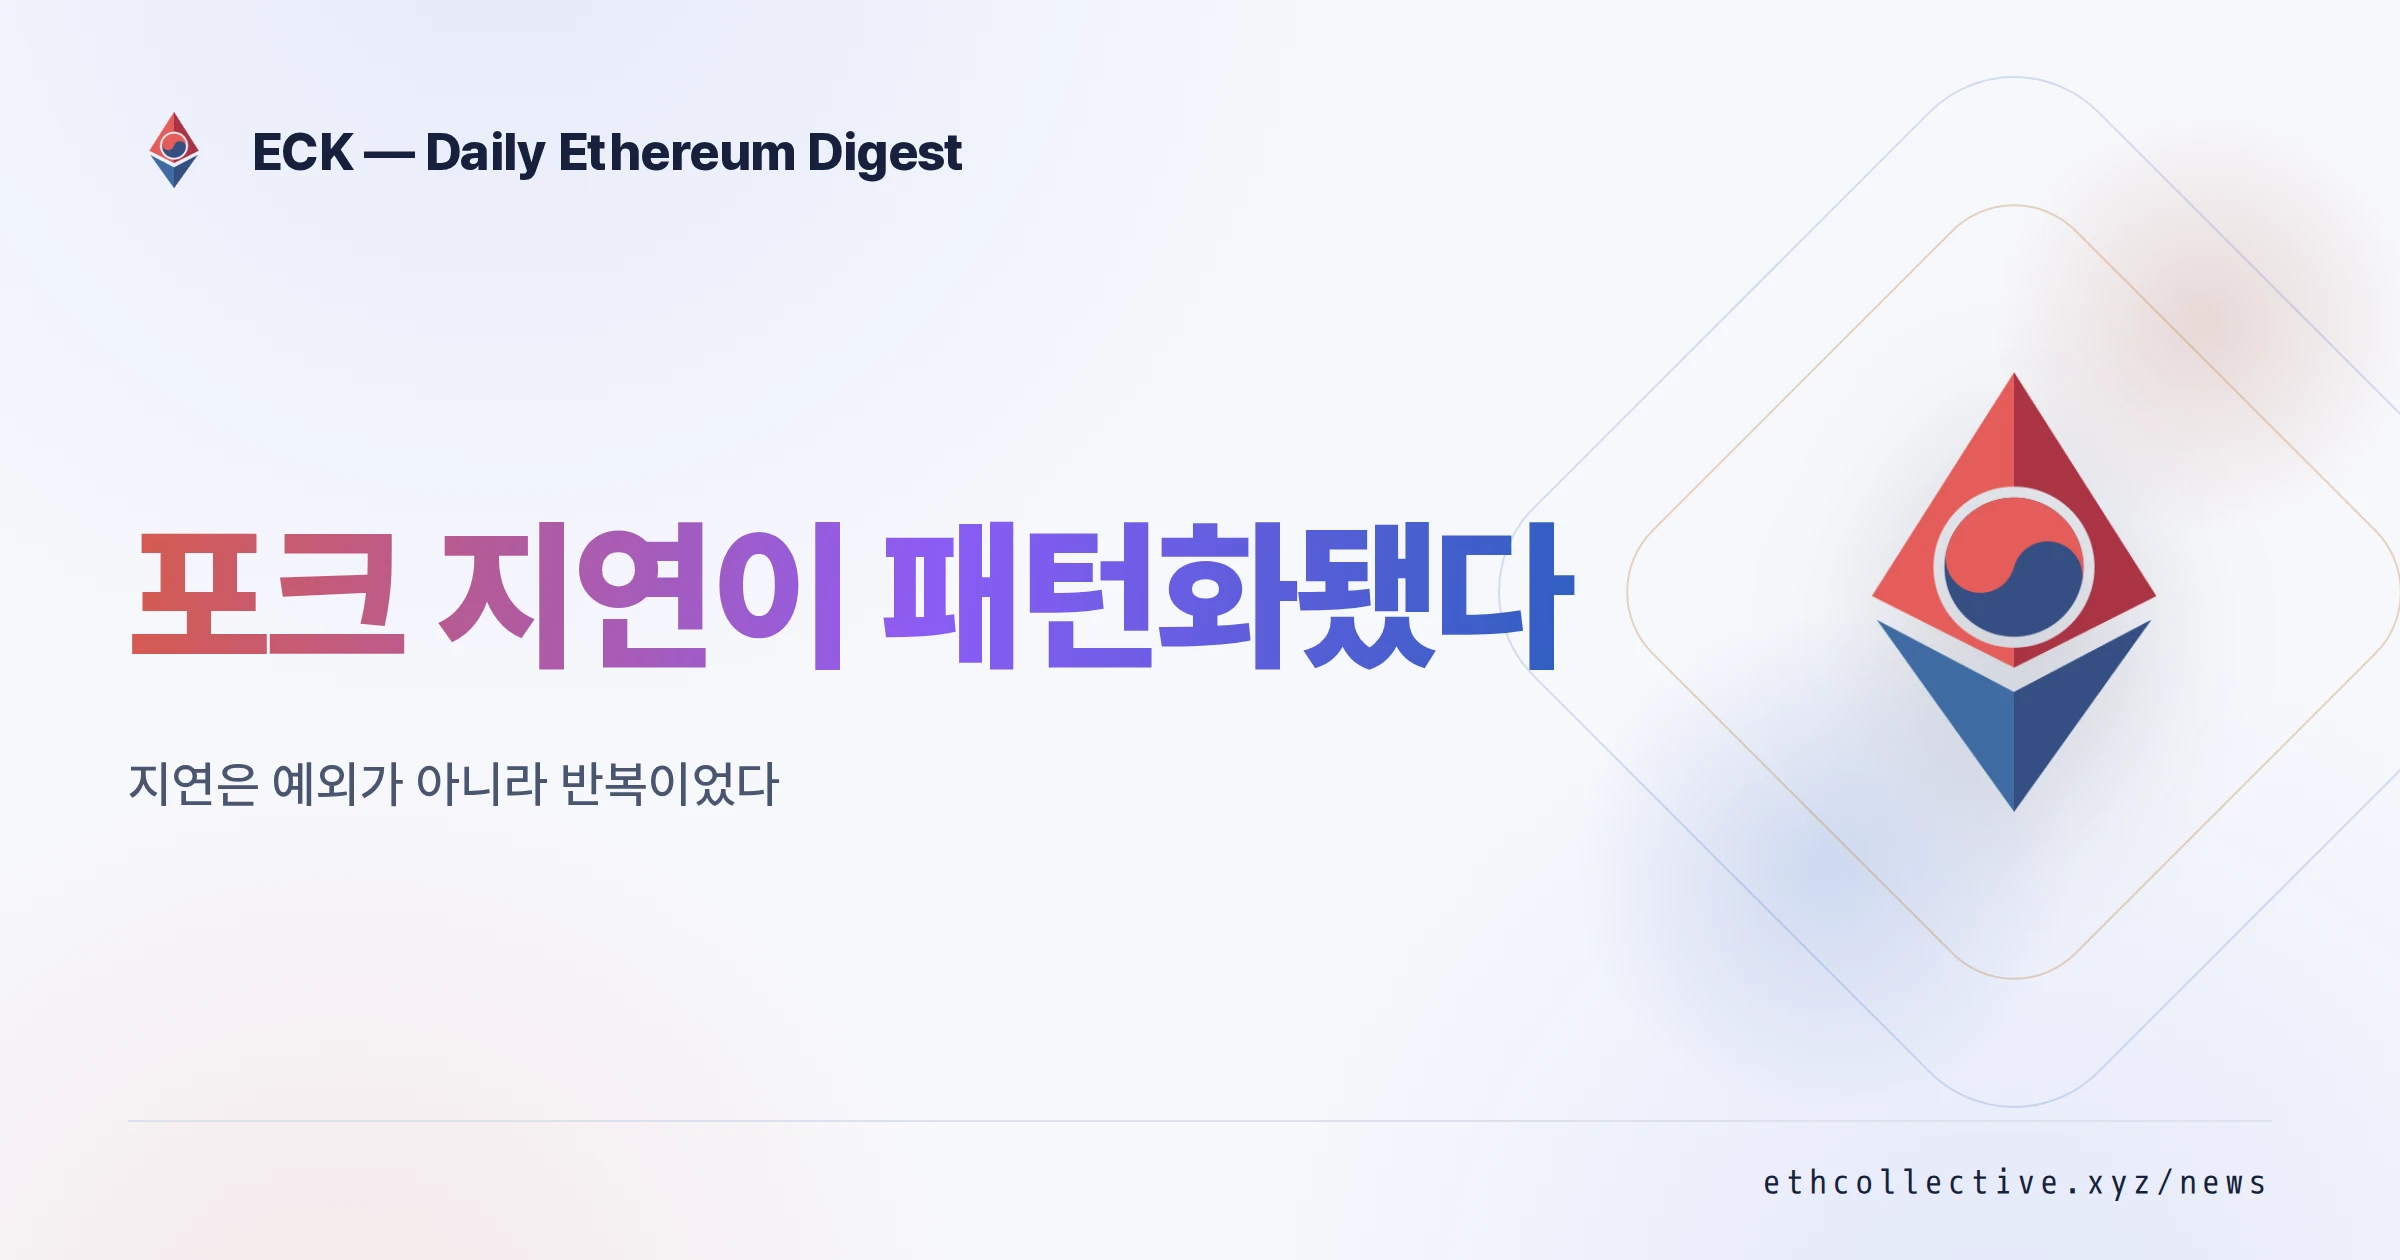 ECK — Daily Ethereum Digest
포크 지연이 패턴화됐다
지연은 예외가 아니라 반복이었다
ethcollective.xyz/news